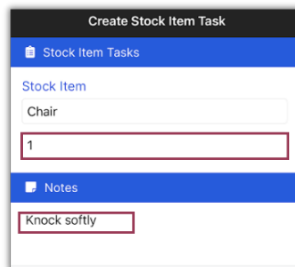 Create Stock Item Task
Stock Item Tasks
Stock Item
Chair
1
Notes
Knock softly